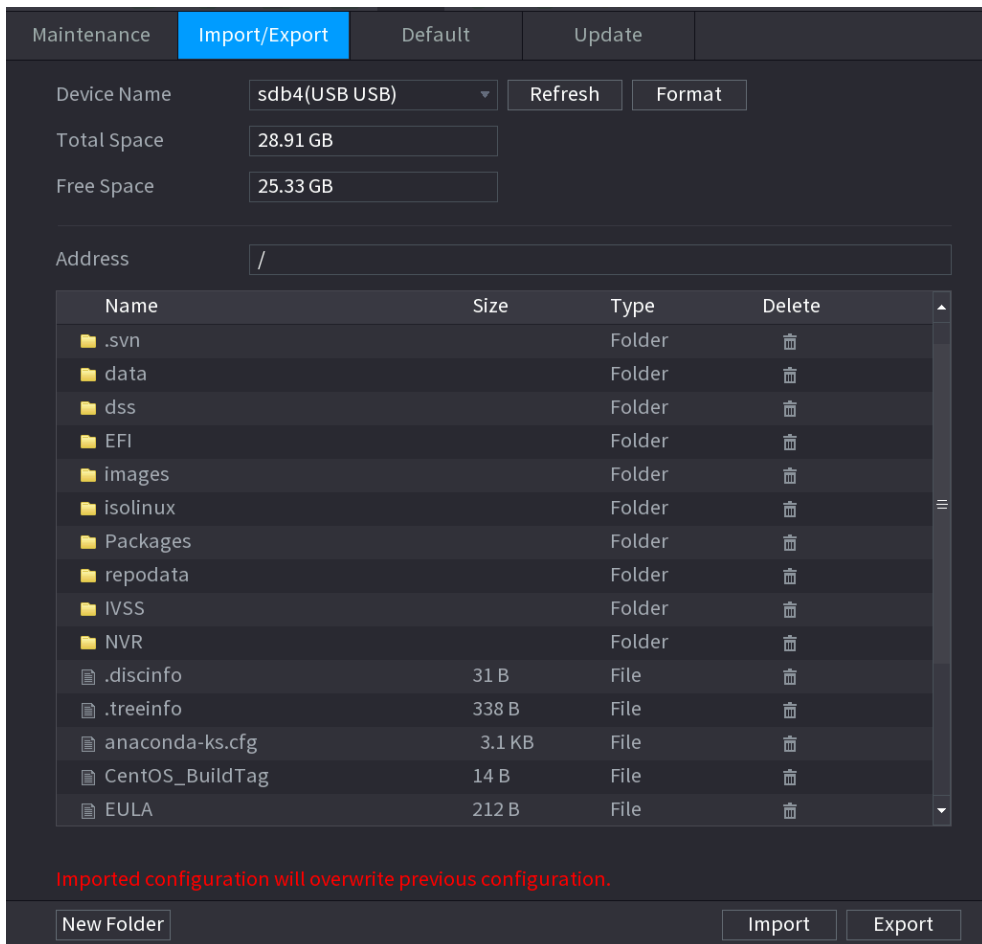 Maintenance Import/Export Default Update
Device Name sdb4(USB USB) Refresh Format
Total Space 28.91 GB
Free Space 25.33 GB
Address /
Name Size Type Delete
.svn Folder
data Folder
dss Folder
EFI Folder
images Folder
isolinux Folder
Packages Folder
repodata Folder
IVSS Folder
NVR Folder
.discinfo 31 B File
.treeinfo 338 B File
anaconda-ks.cfg 3.1 KB File
CentOS_BuildTag 14 B File
EULA 212 B File
Imported configuration will overwrite previous configuration.
New Folder Import Export